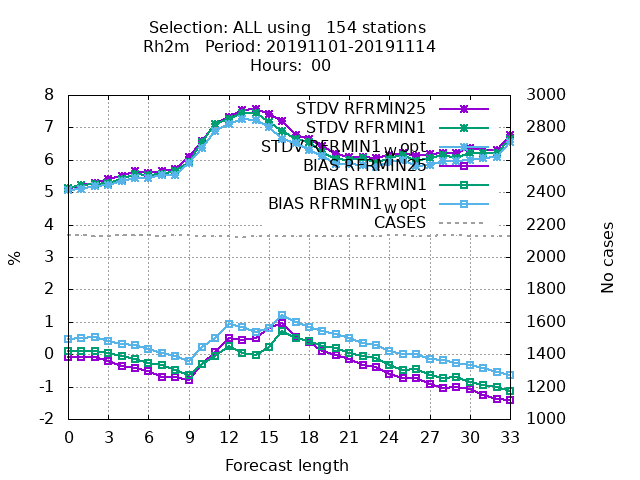 Selection: ALL using   154 stations
Rh2m   Period: 20191101-20191114
Hours:  00
8
7
6
5
4
3
2
1
0
-1
-2
%
3000
2800
2600
2400
2200
2000
1800
1600
1400
1200
1000
No cases
STDV RFRMIN25
STDV RFRMIN1
STDV RFRMIN1_W opt
BIAS RFRMIN25
BIAS RFRMIN1
BIAS RFRMIN1_W opt
CASES
0 3 6 9 12 15 18 21 24 27 30 33
Forecast length